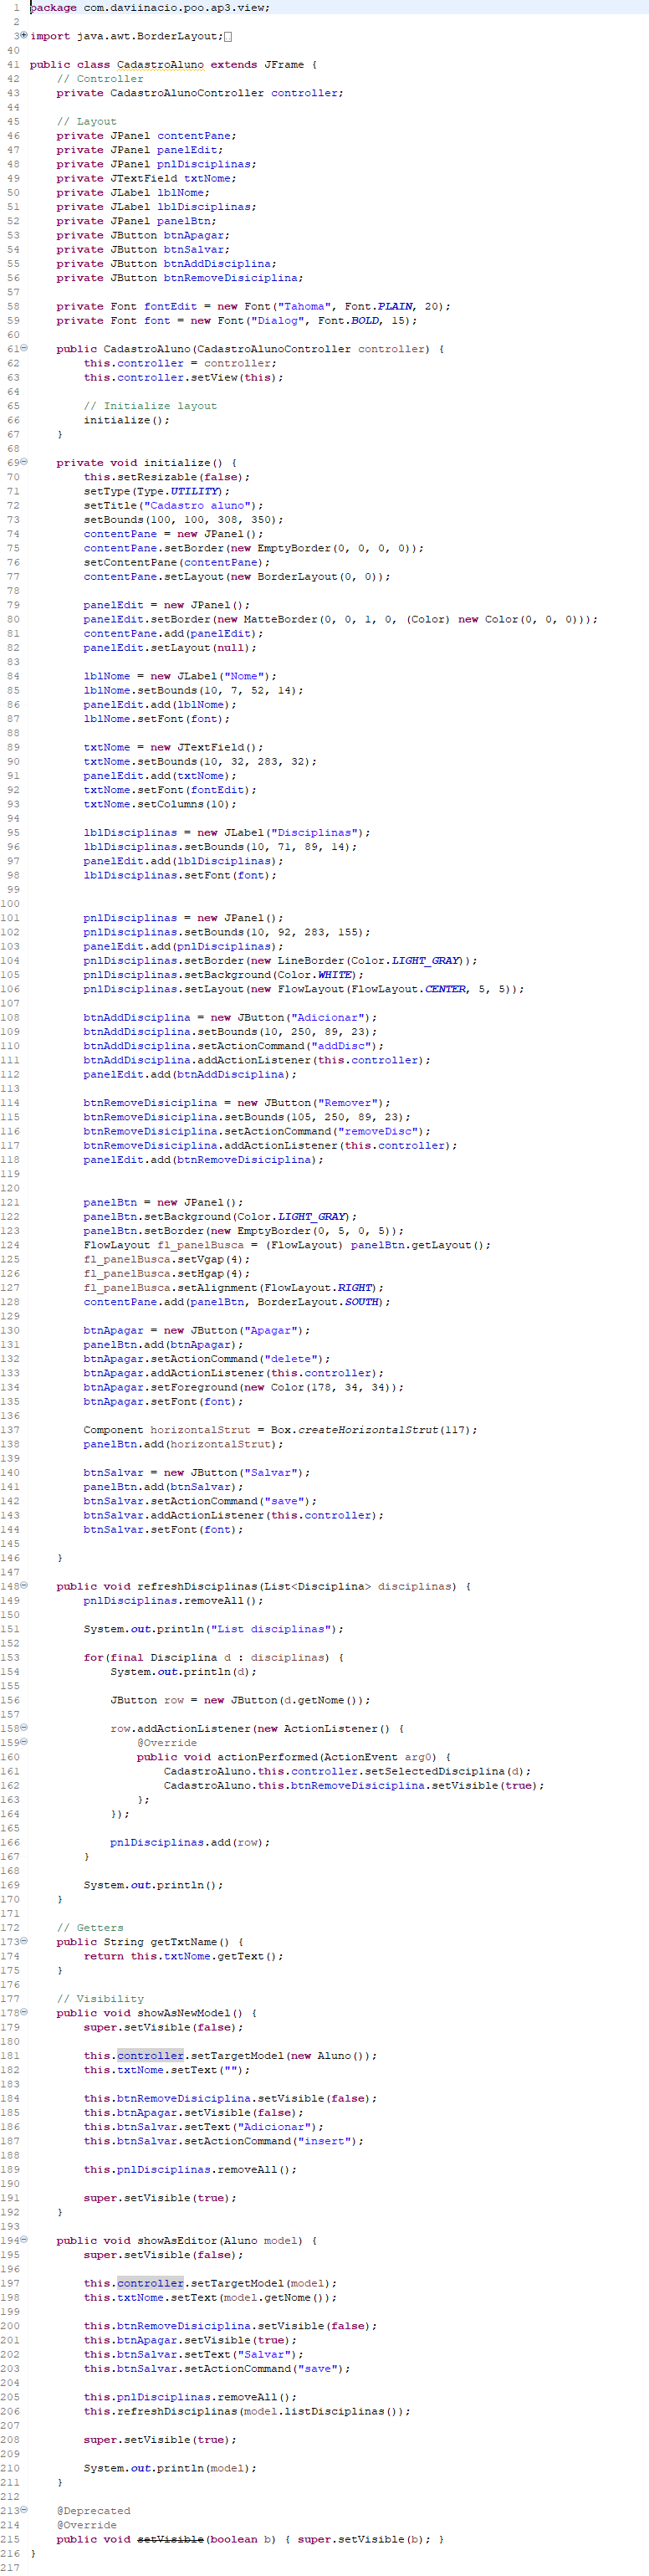 1 package com.daviinacio.poo.ap3.view;
2
3 import java.awt.BorderLayout;
40
41 public class CadastroAluno extends JFrame {
42     // Controller
43     private CadastroAlunoController controller;
44
45     // Layout
46     private JPanel contentPane;
47     private JPanel panelEdit;
48     private JPanel pnlDisciplinas;
49     private JTextField txtNome;
50     private JLabel lblNome;
51     private JLabel lblDisciplinas;
52     private JPanel panelBtn;
53     private JButton btnApagar;
54     private JButton btnSalvar;
55     private JButton btnAddDisciplina;
56     private JButton btnRemoveDisiciplina;
57
58     private Font fontEdit = new Font("Tahoma", Font.PLAIN, 20);
59     private Font font = new Font("Dialog", Font.BOLD, 15);
60
61     public CadastroAluno(CadastroAlunoController controller) {
62         this.controller = controller;
63         this.controller.setView(this);
64
65         // Initialize layout
66         initialize();
67     }
68
69     private void initialize() {
70         this.setResizable(false);
71         setType(Type.UTILITY);
72         setTitle("Cadastro aluno");
73         setBounds(100, 100, 308, 350);
74         contentPane = new JPanel();
75         contentPane.setBorder(new EmptyBorder(0, 0, 0, 0));
76         setContentPane(contentPane);
77         contentPane.setLayout(new BorderLayout(0, 0));
78
79         panelEdit = new JPanel();
80         panelEdit.setBorder(new MatteBorder(0, 0, 1, 0, (Color) new Color(0, 0, 0)));
81         contentPane.add(panelEdit);
82         panelEdit.setLayout(null);
83
84         lblNome = new JLabel("Nome");
85         lblNome.setBounds(10, 7, 52, 14);
86         panelEdit.add(lblNome);
87         lblNome.setFont(font);
88
89         txtNome = new JTextField();
90         txtNome.setBounds(10, 32, 283, 32);
91         panelEdit.add(txtNome);
92         txtNome.setFont(fontEdit);
93         txtNome.setColumns(10);
94
95         lblDisciplinas = new JLabel("Disciplinas");
96         lblDisciplinas.setBounds(10, 71, 89, 14);
97         panelEdit.add(lblDisciplinas);
98         lblDisciplinas.setFont(font);
99
100
101         pnlDisciplinas = new JPanel();
102         pnlDisciplinas.setBounds(10, 92, 283, 155);
103         panelEdit.add(pnlDisciplinas);
104         pnlDisciplinas.setBorder(new LineBorder(Color.LIGHT_GRAY));
105         pnlDisciplinas.setBackground(Color.WHITE);
106         pnlDisciplinas.setLayout(new FlowLayout(FlowLayout.CENTER, 5, 5));
107
108         btnAddDisciplina = new JButton("Adicionar");
109         btnAddDisciplina.setBounds(10, 250, 89, 23);
110         btnAddDisciplina.setActionCommand("addDisc");
111         btnAddDisciplina.addActionListener(this.controller);
112         panelEdit.add(btnAddDisciplina);
113
114         btnRemoveDisiciplina = new JButton("Remover");
115         btnRemoveDisiciplina.setBounds(105, 250, 89, 23);
116         btnRemoveDisiciplina.setActionCommand("removeDisc");
117         btnRemoveDisiciplina.addActionListener(this.controller);
118         panelEdit.add(btnRemoveDisiciplina);
119
120
121         panelBtn = new JPanel();
122         panelBtn.setBackground(Color.LIGHT_GRAY);
123         panelBtn.setBorder(new EmptyBorder(0, 5, 0, 5));
124         FlowLayout fl_panelBusca = (FlowLayout) panelBtn.getLayout();
125         fl_panelBusca.setVgap(4);
126         fl_panelBusca.setHgap(4);
127         fl_panelBusca.setAlignment(FlowLayout.RIGHT);
128         contentPane.add(panelBtn, BorderLayout.SOUTH);
129
130         btnApagar = new JButton("Apagar");
131         panelBtn.add(btnApagar);
132         btnApagar.setActionCommand("delete");
133         btnApagar.addActionListener(this.controller);
134         btnApagar.setForeground(new Color(178, 34, 34));
135         btnApagar.setFont(font);
136
137         Component horizontalStrut = Box.createHorizontalStrut(117);
138         panelBtn.add(horizontalStrut);
139
140         btnSalvar = new JButton("Salvar");
141         panelBtn.add(btnSalvar);
142         btnSalvar.setActionCommand("save");
143         btnSalvar.addActionListener(this.controller);
144         btnSalvar.setFont(font);
145
146     }
147
148     public void refreshDisciplinas(List<Disciplina> disciplinas) {
149         pnlDisciplinas.removeAll();
150
151         System.out.println("List disciplinas");
152
153         for(final Disciplina d : disciplinas) {
154             System.out.println(d);
155
156             JButton row = new JButton(d.getNome());
157
158             row.addActionListener(new ActionListener() {
159                 @Override
160                 public void actionPerformed(ActionEvent arg0) {
161                     CadastroAluno.this.controller.setSelectedDisciplina(d);
162                     CadastroAluno.this.btnRemoveDisiciplina.setVisible(true);
163                 };
164             });
165
166             pnlDisciplinas.add(row);
167         }
168
169         System.out.println();
170     }
171
172     // Getters
173     public String getTxtName() {
174         return this.txtNome.getText();
175     }
176
177     // Visibility
178     public void showAsNewModel() {
179         super.setVisible(false);
180
181         this.controller.setTargetModel(new Aluno());
182         this.txtNome.setText("");
183
184         this.btnRemoveDisiciplina.setVisible(false);
185         this.btnApagar.setVisible(false);
186         this.btnSalvar.setText("Adicionar");
187         this.btnSalvar.setActionCommand("insert");
188
189         this.pnlDisciplinas.removeAll();
190
191         super.setVisible(true);
192     }
193
194     public void showAsEditor(Aluno model) {
195         super.setVisible(false);
196
197         this.controller.setTargetModel(model);
198         this.txtNome.setText(model.getNome());
199
200         this.btnRemoveDisiciplina.setVisible(false);
201         this.btnApagar.setVisible(true);
202         this.btnSalvar.setText("Salvar");
203         this.btnSalvar.setActionCommand("save");
204
205         this.pnlDisciplinas.removeAll();
206         this.refreshDisciplinas(model.listDisciplinas());
207
208         super.setVisible(true);
209
210         System.out.println(model);
211     }
212
213     @Deprecated
214     @Override
215     public void setVisible(boolean b) { super.setVisible(b); }
216 }
217